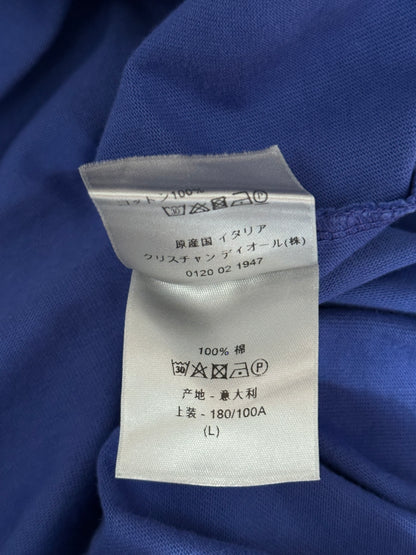 コットン100%
原産国 イタリア
クリスチャン ディオール(株)
0120 02 1947
100% 棉
30 P
产地 - 意大利
上装 - 180/100A
(L)